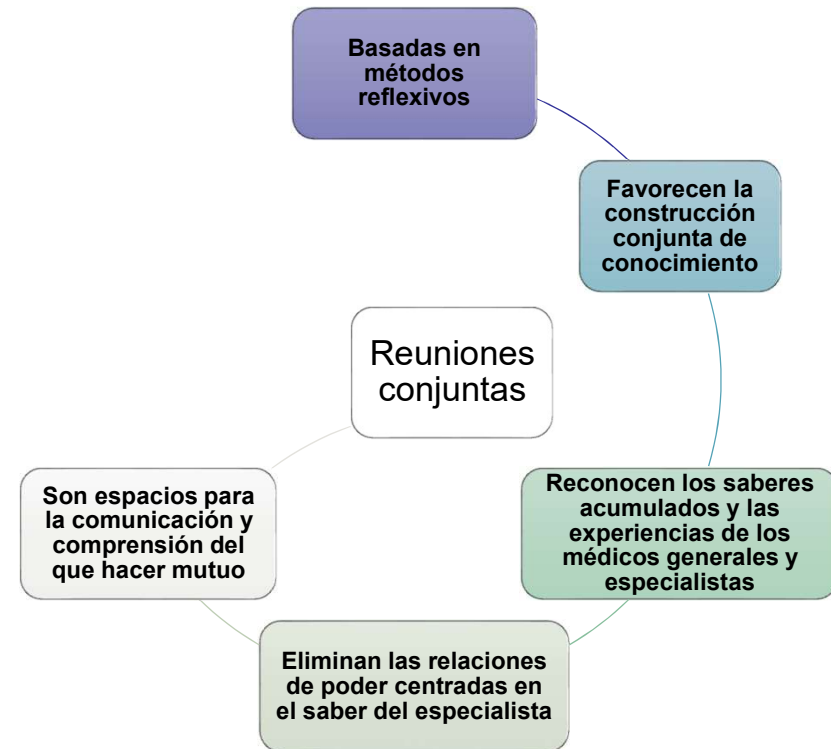 Basadas en
métodos
reflexivos
Favorecen la
construcción
conjunta de
conocimiento
Reuniones
conjuntas
Reconocen los saberes
acumulados y las
experiencias de los
médicos generales y
especialistas
Son espacios para
la comunicación y
comprensión del
que hacer mutuo
Eliminan las relaciones
de poder centradas en
el saber del especialista